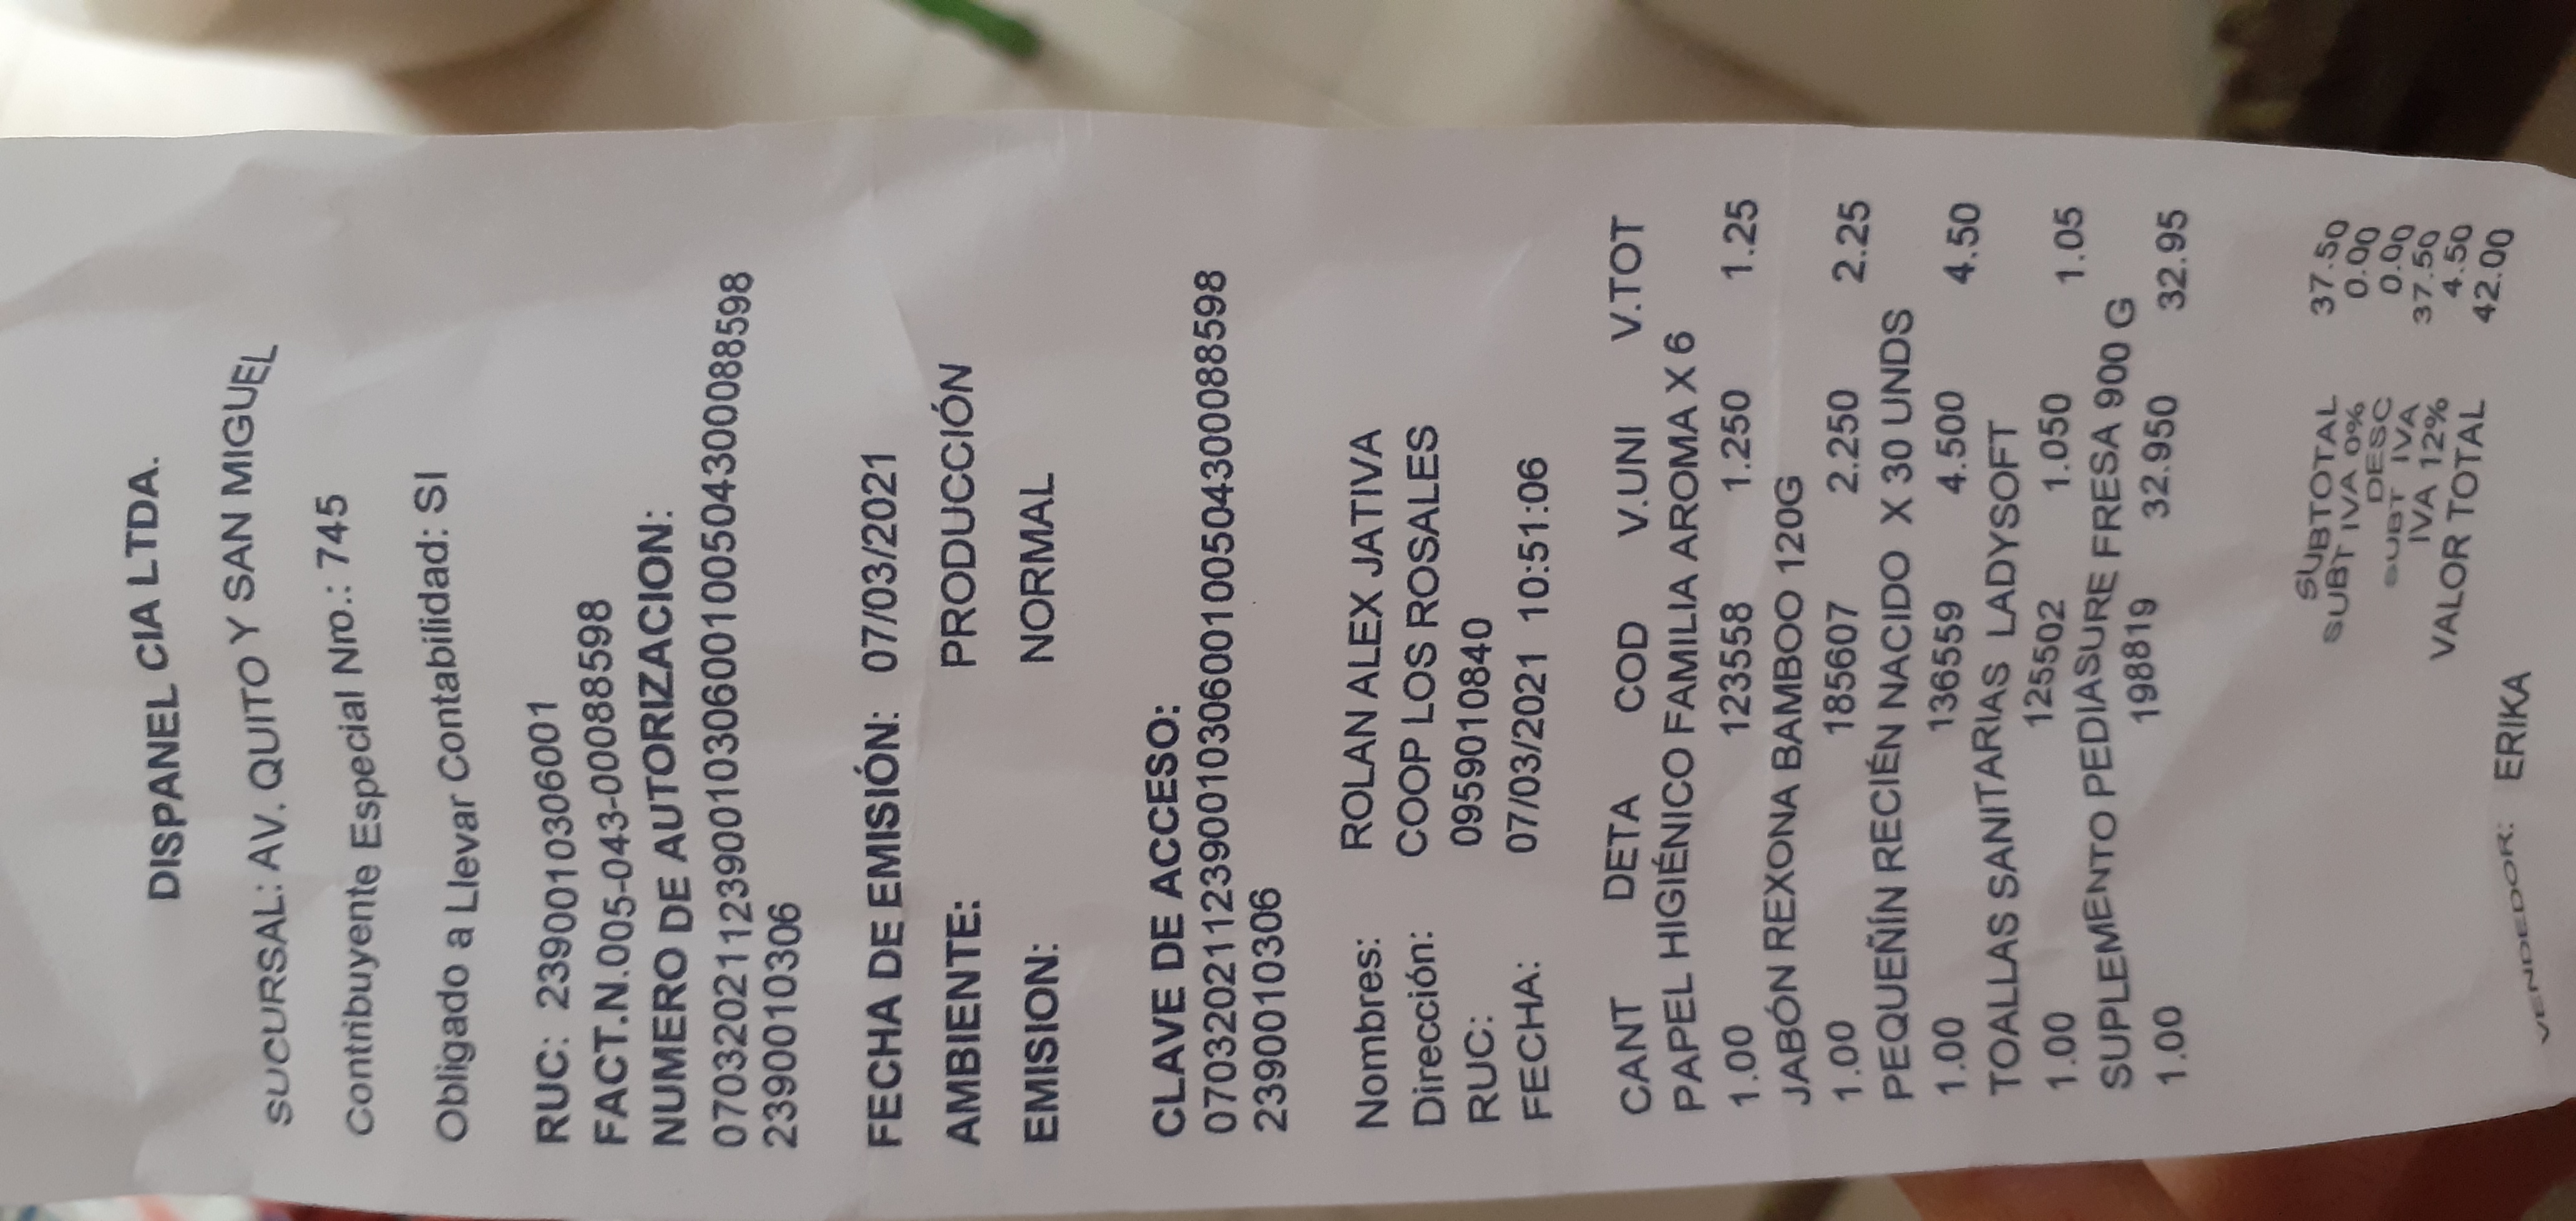 DISPANEL CIA LTDA.
SUCURSAL: AV. QUITO Y SAN MIGUEL
Contribuyente Especial Nro.: 745
Obligado a Llevar Contabilidad: SI
RUC: 2390010306001
FACT.N.005-043-00088598
NUMERO DE AUTORIZACION:
070320211239001030600100504300088598
2390010306
FECHA DE EMISIÓN: 07/03/2021
AMBIENTE: PRODUCCIÓN
EMISION: NORMAL
CLAVE DE ACCESO:
070320211239001030600100504300088598
2390010306
Nombres: ROLAN ALEX JATIVA
Dirección: COOP LOS ROSALES
RUC: 0959010840
FECHA: 07/03/2021 10:51:06
CANT DETA COD V.UNI V.TOT
PAPEL HIGIÉNICO FAMILIA AROMA X 6
1.00 123558 1.250 1.25
JABÓN REXONA BAMBOO 120G
1.00 185607 2.250 2.25
PEQUEÑÍN RECIÉN NACIDO X 30 UNDS
1.00 136559 4.500 4.50
TOALLAS SANITARIAS LADYSOFT
1.00 125502 1.050 1.05
SUPLEMENTO PEDIASURE FRESA 900 G
1.00 198819 32.950 32.95
SUBTOTAL 37.50
SUBT IVA 0% 0.00
DESC 0.00
SUBT IVA 37.50
IVA 12% 4.50
VALOR TOTAL 42.00
VENDEDOR: ERIKA